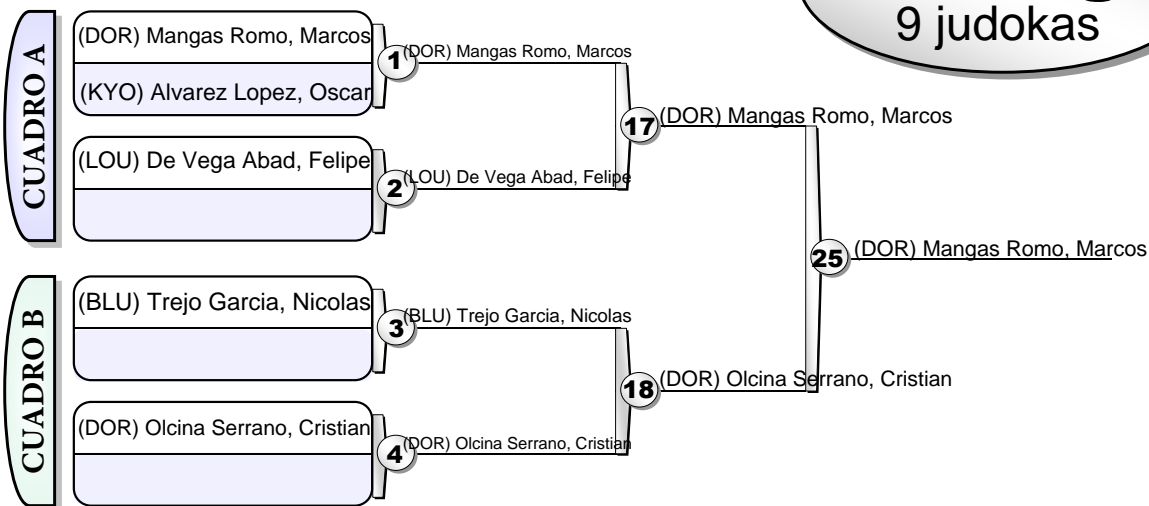 9 judokas
CUADRO A
(DOR) Mangas Romo, Marcos
(KYO) Alvarez Lopez, Oscar
1
(DOR) Mangas Romo, Marcos
(LOU) De Vega Abad, Felipe
2
(LOU) De Vega Abad, Felipe
17
(DOR) Mangas Romo, Marcos
25
(DOR) Mangas Romo, Marcos
CUADRO B
(BLU) Trejo Garcia, Nicolas
3
(BLU) Trejo Garcia, Nicolas
(DOR) Olcina Serrano, Cristian
4
(DOR) Olcina Serrano, Cristian
18
(DOR) Olcina Serrano, Cristian